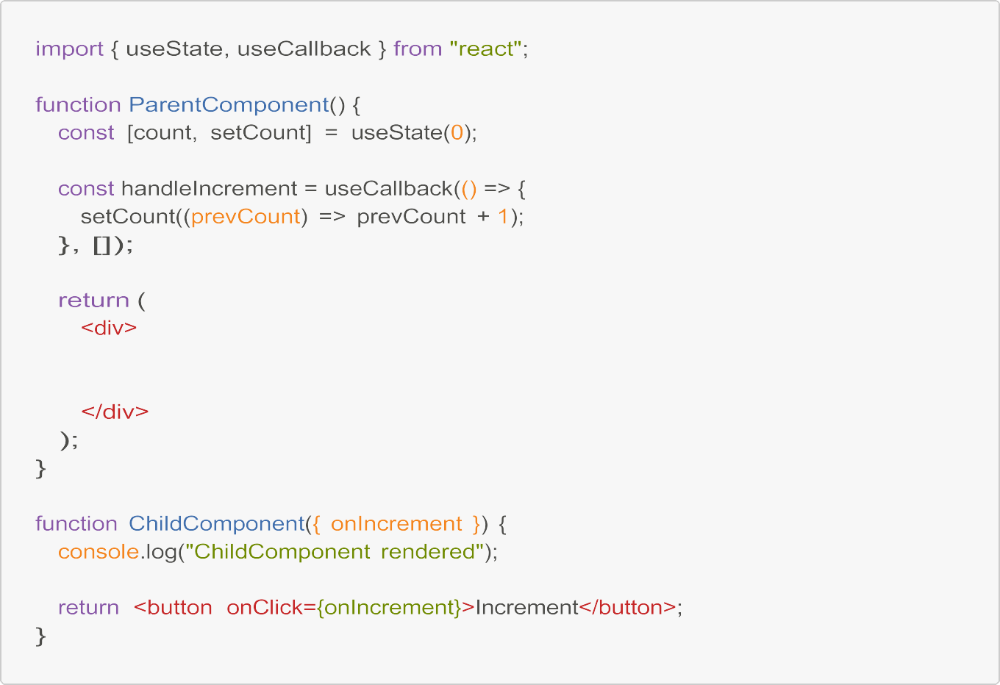 import { useState, useCallback } from "react";
function ParentComponent() {
const [count, setCount] = useState(0);
const handleIncrement = useCallback(() => {
setCount((prevCount) => prevCount + 1);
}, []);
return (
<div>
</div>
);
}
function ChildComponent({ onIncrement }) {
console.log("ChildComponent rendered");
return <button onClick={onIncrement}>Increment</button>;
}